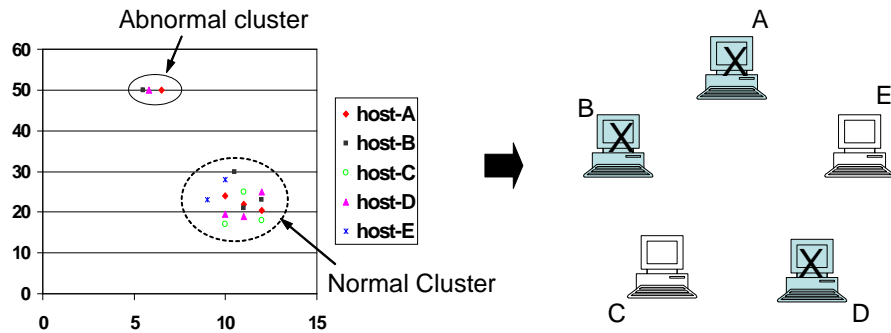 Abnormal cluster
60
50
40
30
20
10
0
0 5 10 15
host-A
host-B
host-C
host-D
host-E
Normal Cluster
A
X
B
X
E
C
X
D